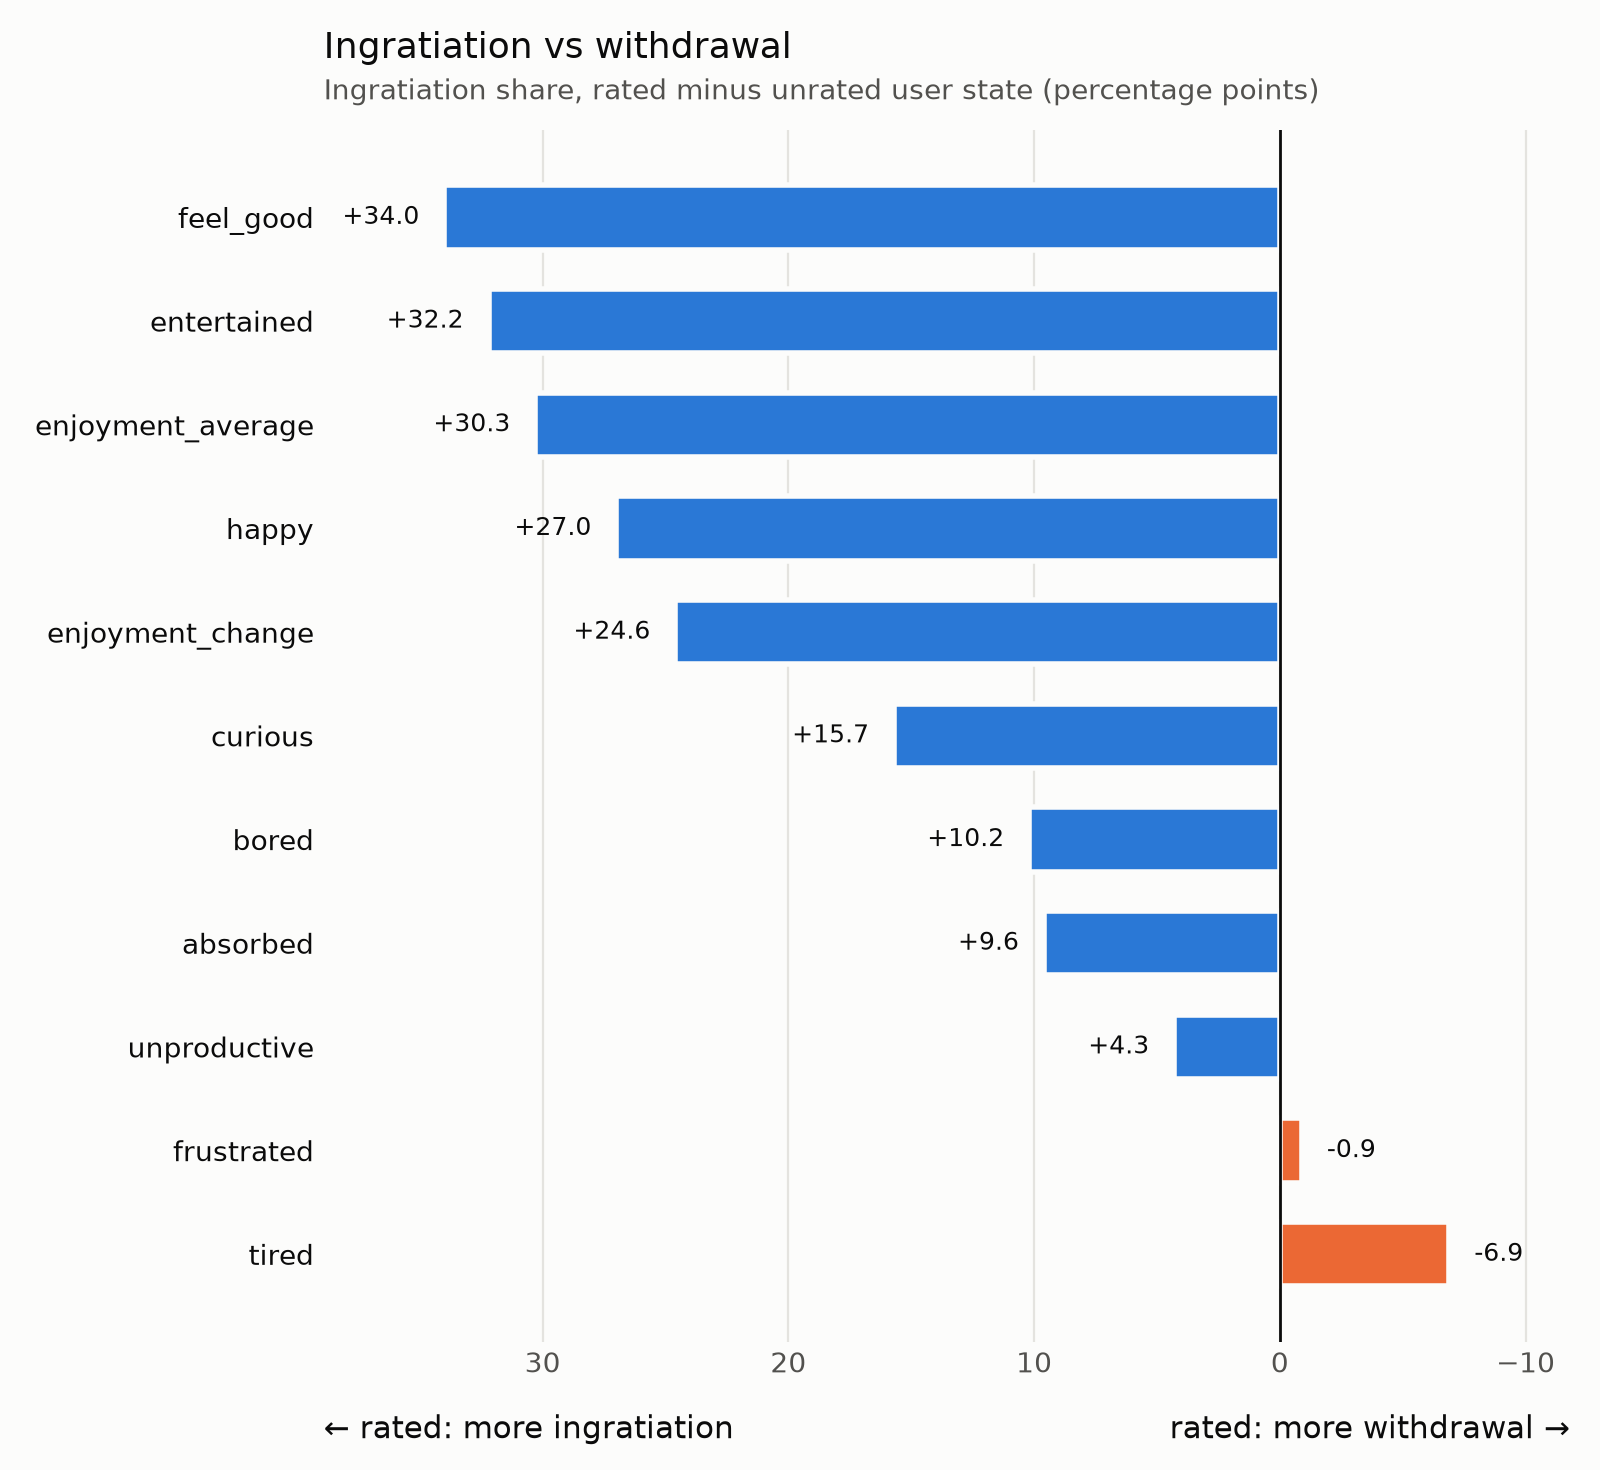 Ingratiation vs withdrawal
Ingratiation share, rated minus unrated user state (percentage points)
feel_good +34.0
entertained +32.2
enjoyment_average +30.3
happy +27.0
enjoyment_change +24.6
curious +15.7
bored +10.2
absorbed +9.6
unproductive +4.3
frustrated -0.9
tired -6.9
30 20 10 0 −10
← rated: more ingratiation rated: more withdrawal →